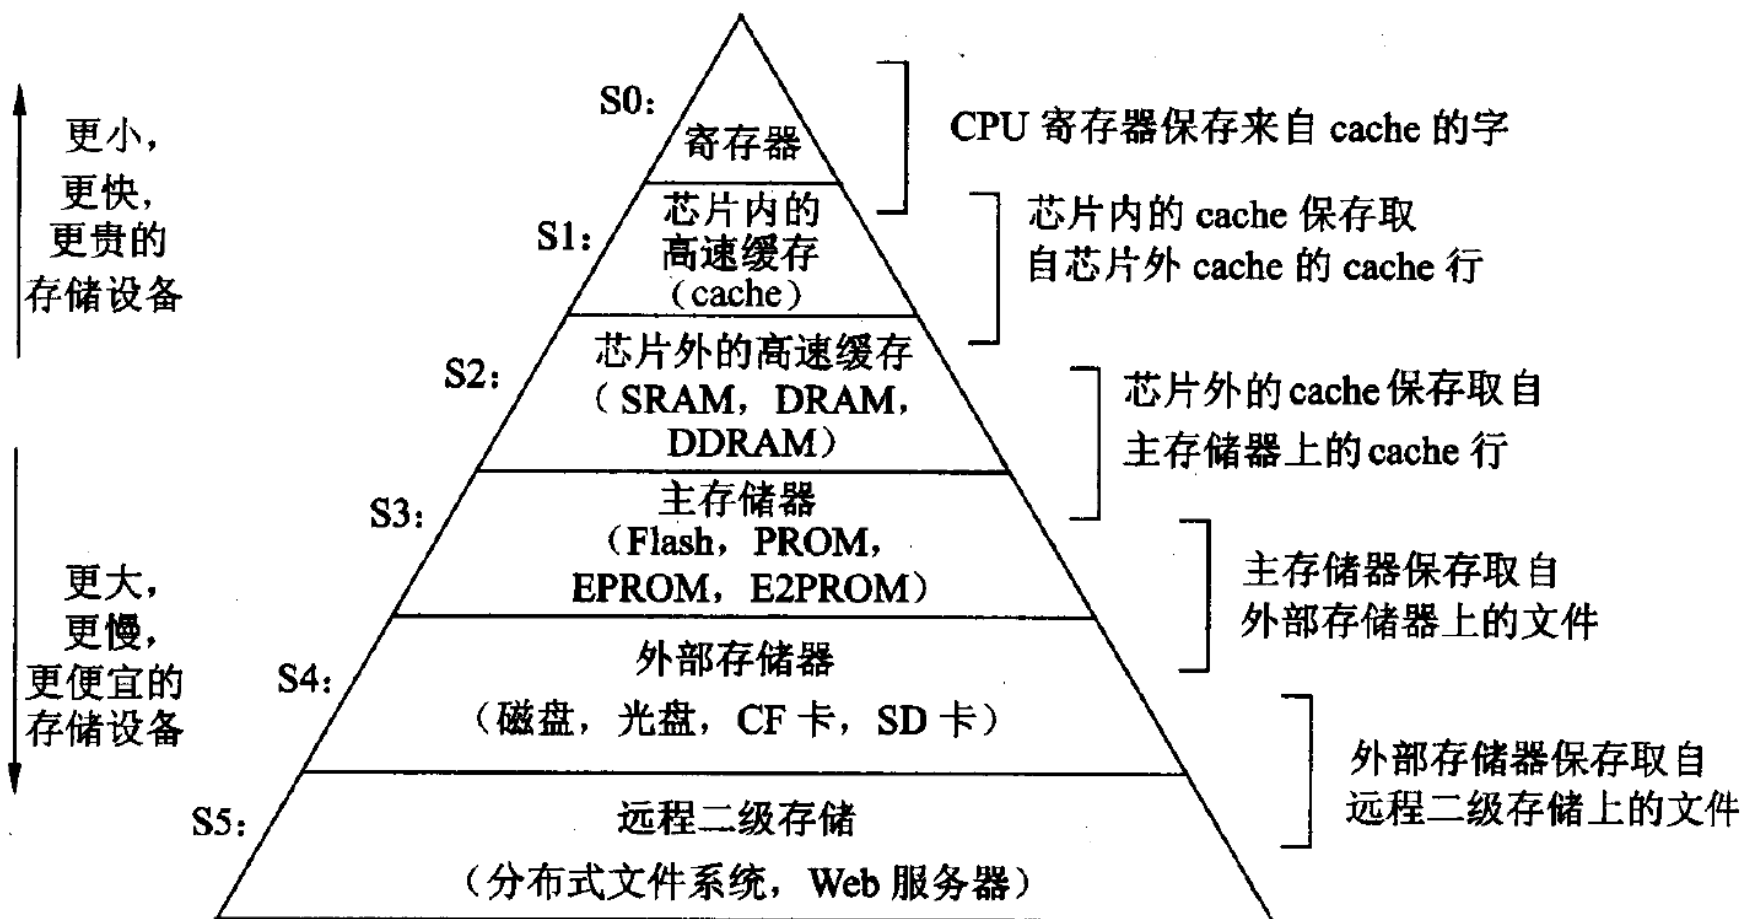 S0：
寄存器
CPU 寄存器保存来自 cache 的字
更小，
更快，
更贵的
存储设备
S1：
芯片内的
高速缓存
（cache）
芯片内的 cache 保存取
自芯片外 cache 的 cache 行
S2：
芯片外的高速缓存
（SRAM，DRAM，
DDRAM）
芯片外的cache保存取自
主存储器上的cache 行
S3：
主存储器
（Flash，PROM，
EPROM，E2PROM）
主存储器保存取自
外部存储器上的文件
更大，
更慢，
更便宜的
存储设备
S4：
外部存储器
（磁盘，光盘，CF 卡，SD 卡）
外部存储器保存取自
远程二级存储上的文件
S5：
远程二级存储
（分布式文件系统，Web 服务器）